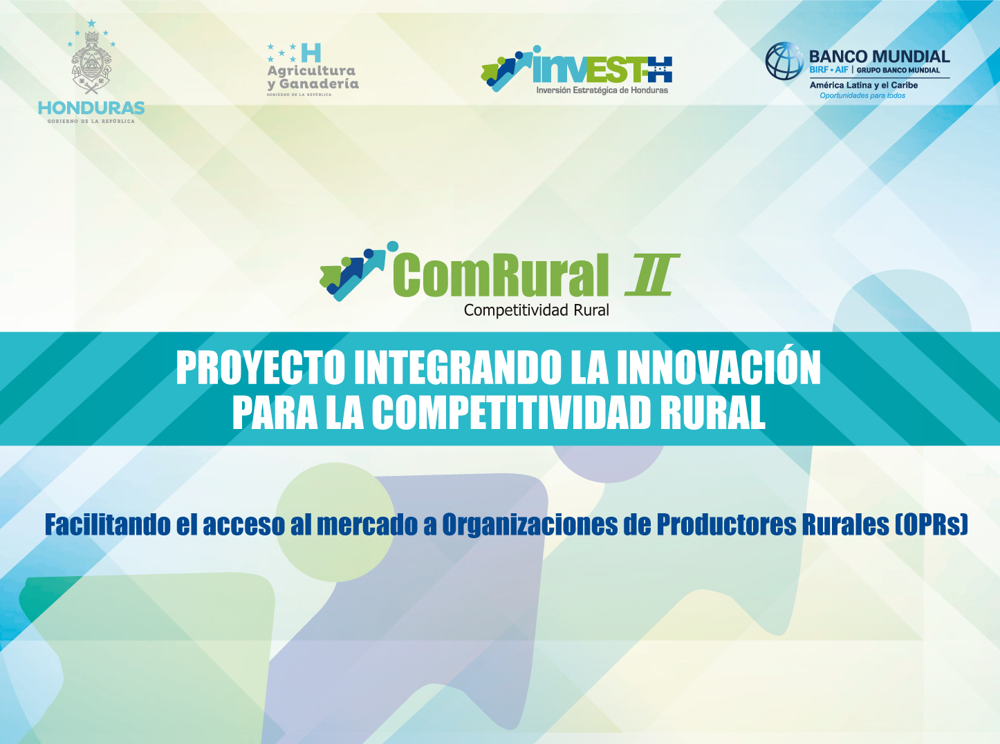 HONDURAS
GOBIERNO DE LA REPÚBLICA
H
Agricultura
y Ganadería
GOBIERNO DE LA REPÚBLICA
invEST-H
Inversión Estratégica de Honduras
BANCO MUNDIAL
BIRF • AIF | GRUPO BANCO MUNDIAL
América Latina y el Caribe
Oportunidades para todos
ComRural II
Competitividad Rural
PROYECTO INTEGRANDO LA INNOVACIÓN
PARA LA COMPETITIVIDAD RURAL
Facilitando el acceso al mercado a Organizaciones de Productores Rurales (OPRs)